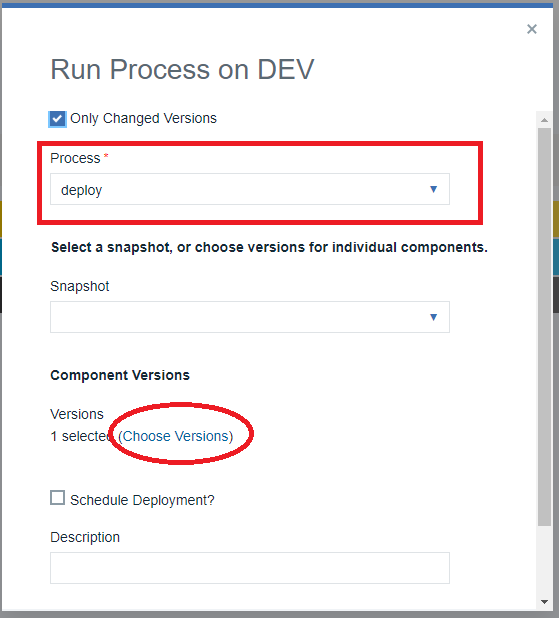 Run Process on DEV
Only Changed Versions
Process *
deploy
Select a snapshot, or choose versions for individual components.
Snapshot
Component Versions
Versions
1 selected (Choose Versions)
Schedule Deployment?
Description